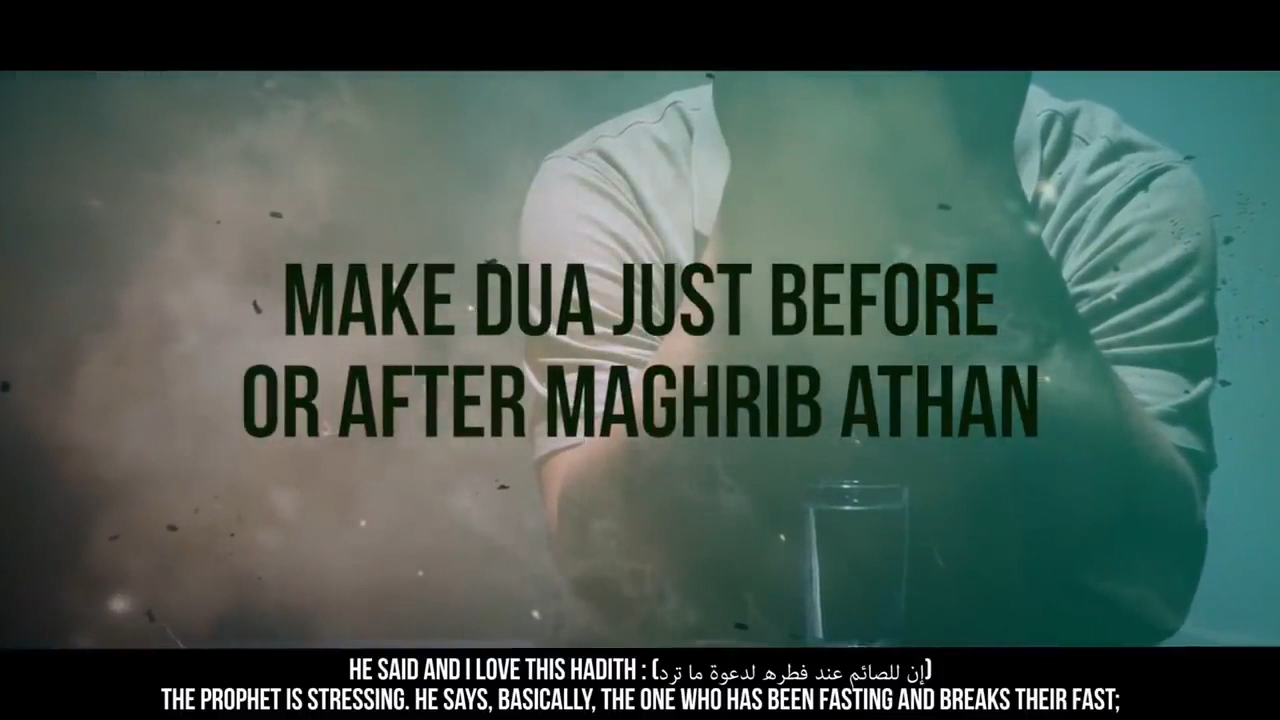 MAKE DUA JUST BEFORE
OR AFTER MAGHRIB ATHAN
HE SAID AND I LOVE THIS HADITH : (إن للصائم عند فطره لدعوة ما ترد)
THE PROPHET IS STRESSING. HE SAYS, BASICALLY, THE ONE WHO HAS BEEN FASTING AND BREAKS THEIR FAST;